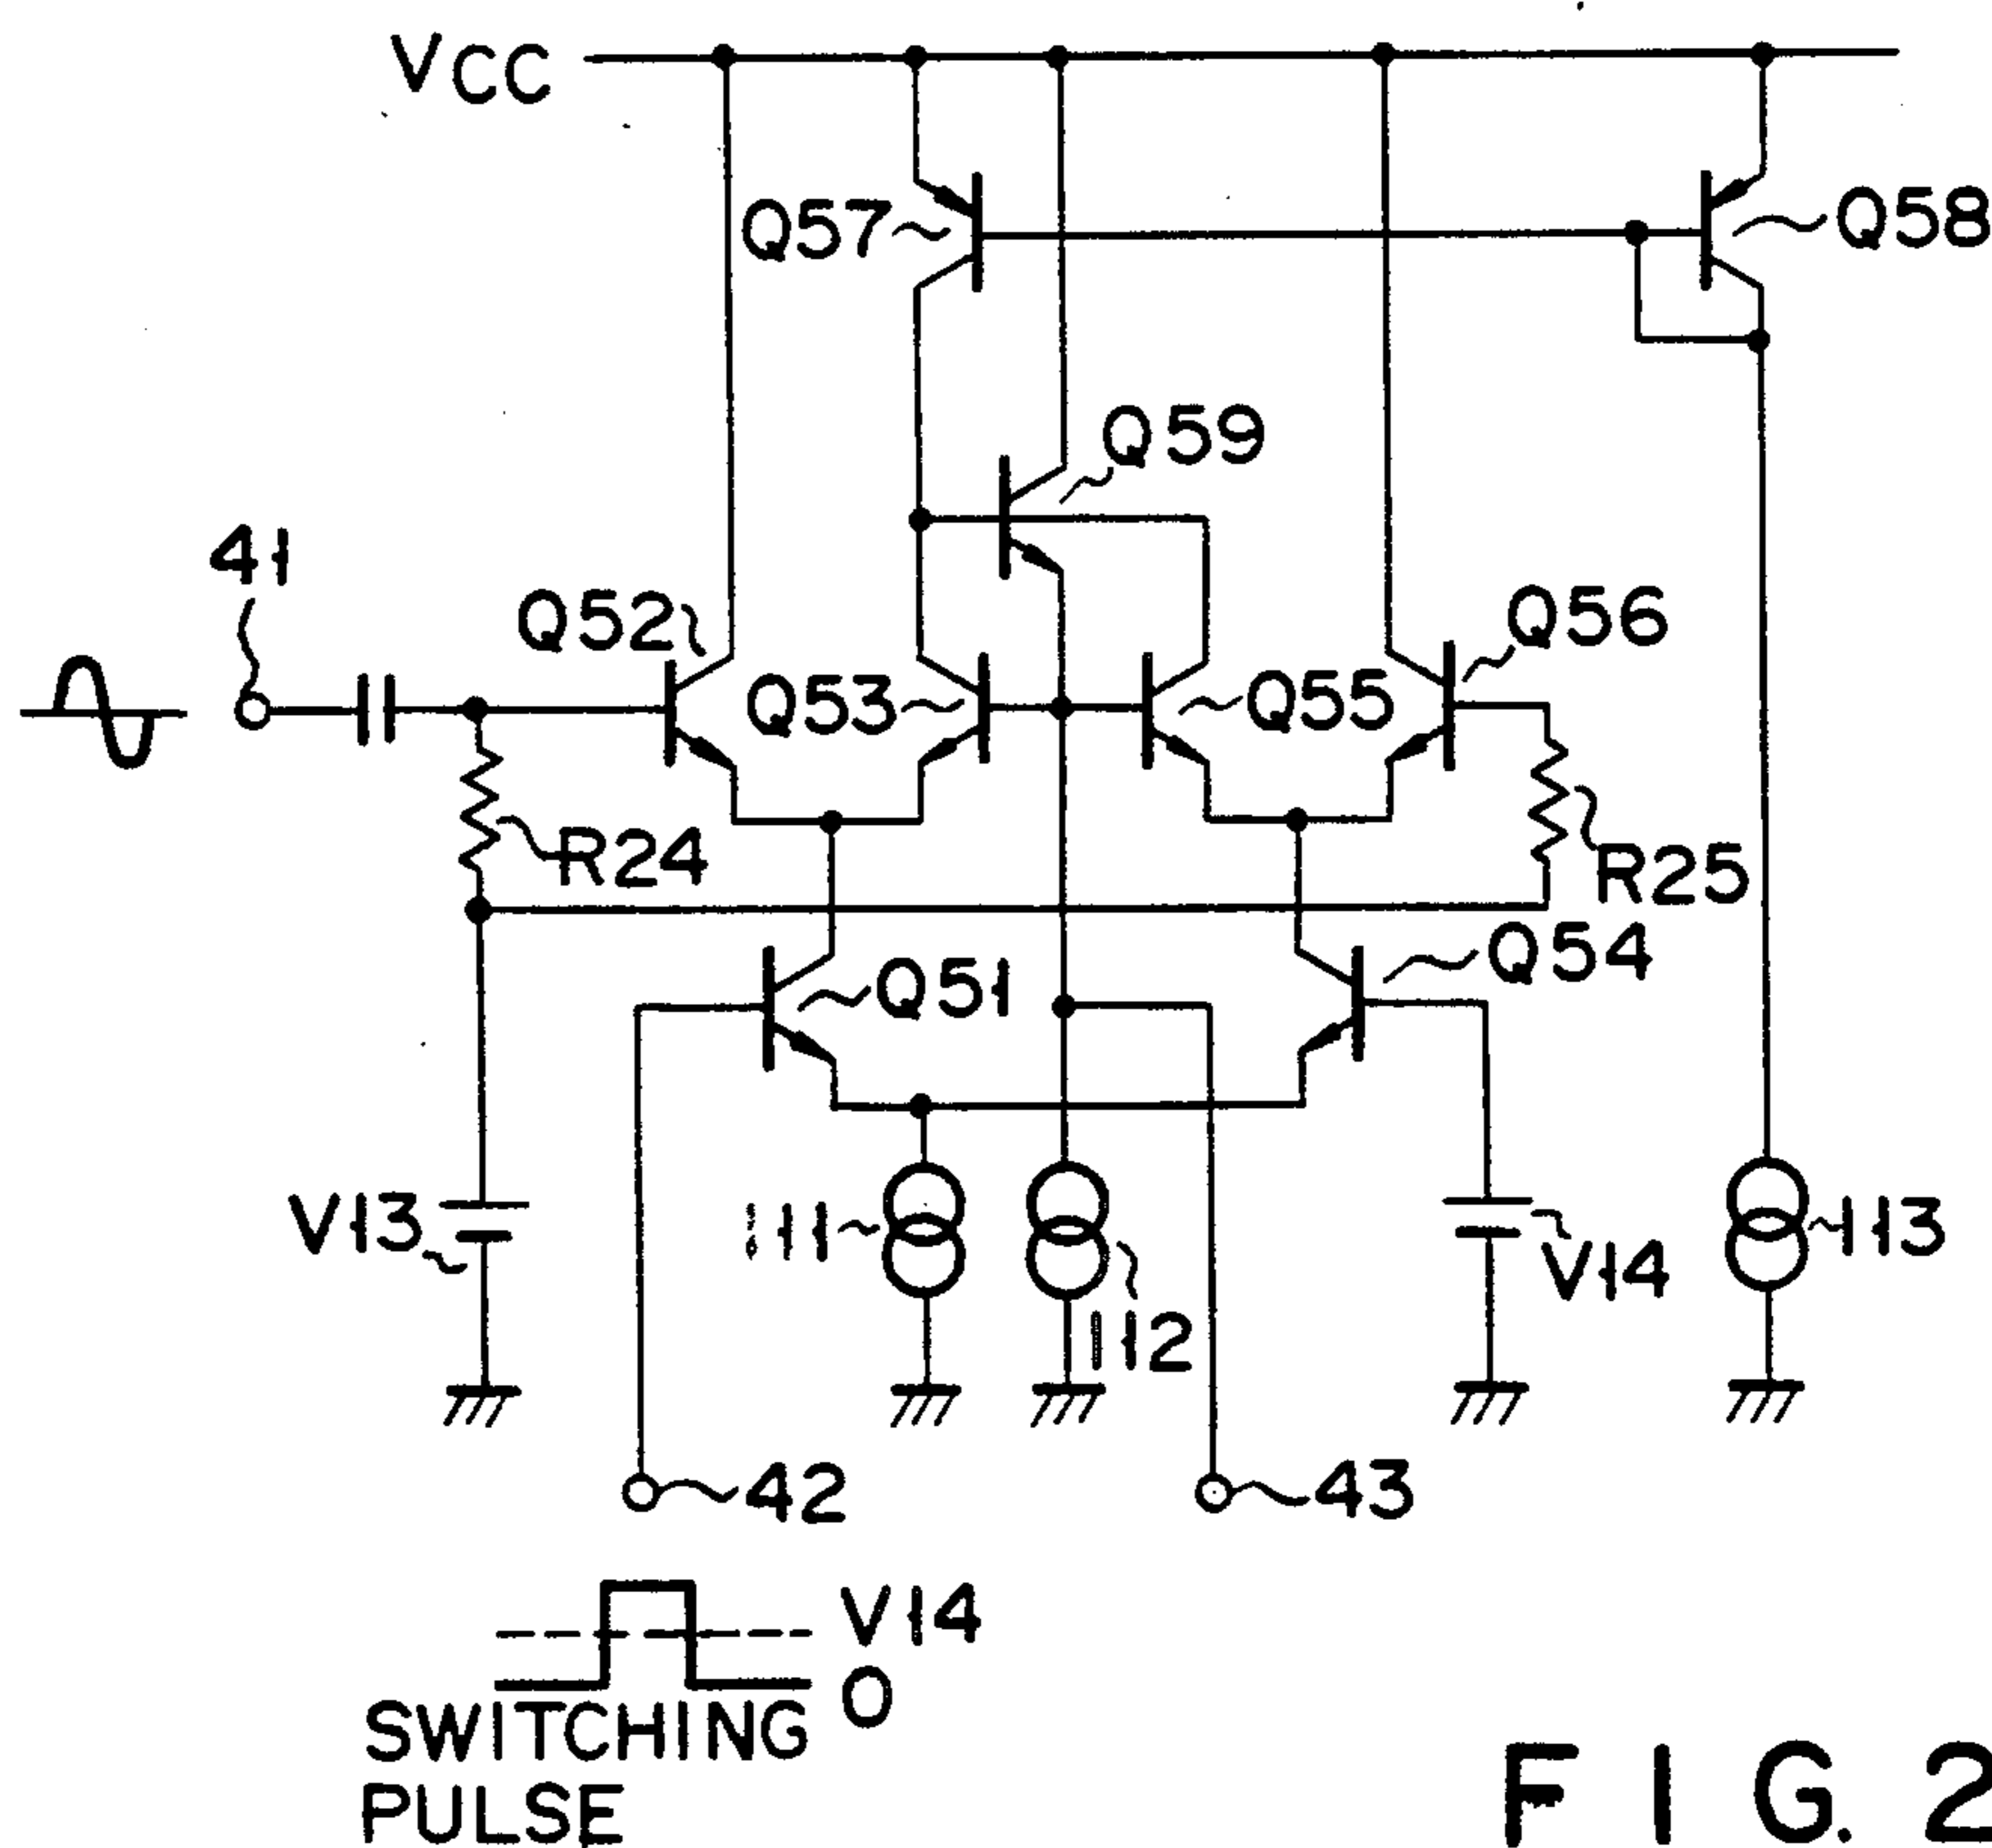 VCC
Q57
Q58
Q59
41
Q52
Q56
Q53
Q55
R24
R25
Q51
Q54
V13
I11
I13
V14
I12
42
43
V14
0
SWITCHING
PULSE
FIG. 2